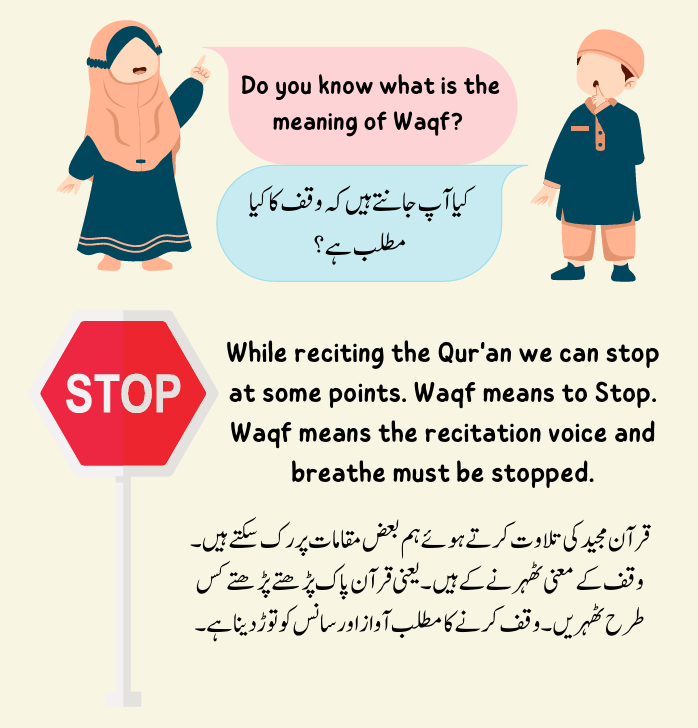 Do you know what is the
meaning of Waqf?
کیا آپ جانتے ہیں کہ وقف کا کیا
مطلب ہے؟
STOP
While reciting the Qur'an we can stop
at some points. Waqf means to Stop.
Waqf means the recitation voice and
breathe must be stopped.
قرآن مجید کی تلاوت کرتے ہوئے ہم بعض مقامات پر رک سکتے ہیں۔
وقف کے معنی ٹھہرنے کے ہیں۔ یعنی قرآن پاک پڑھتے پڑھتے کس
طرح ٹھہریں۔ وقف کرنے کا مطلب آواز اور سانس کو توڑ دینا ہے۔